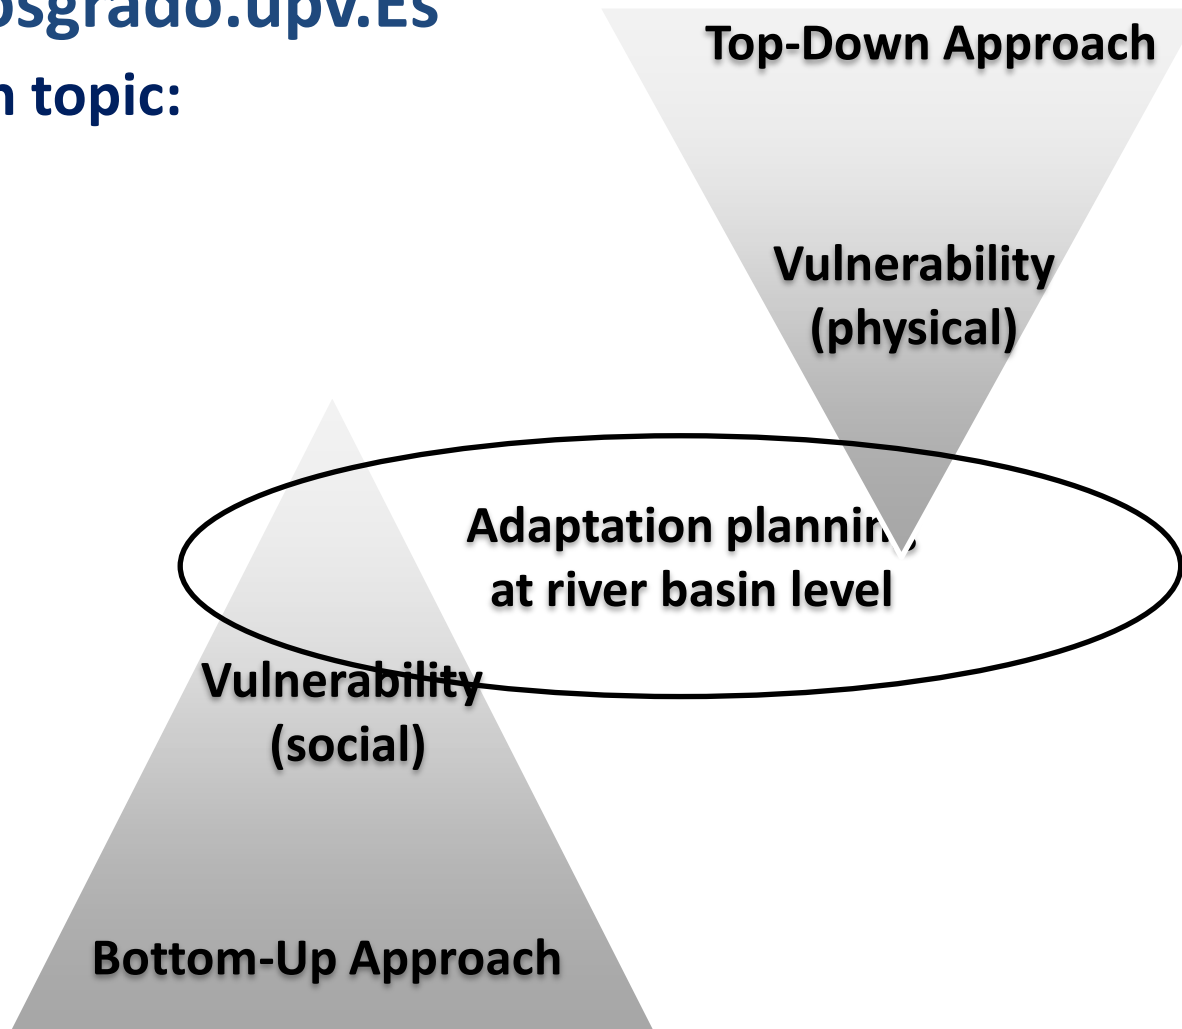 osgrado.upv.Es
n topic:
Top-Down Approach
Vulnerability
(physical)
Adaptation planning
at river basin level
Vulnerability
(social)
Bottom-Up Approach